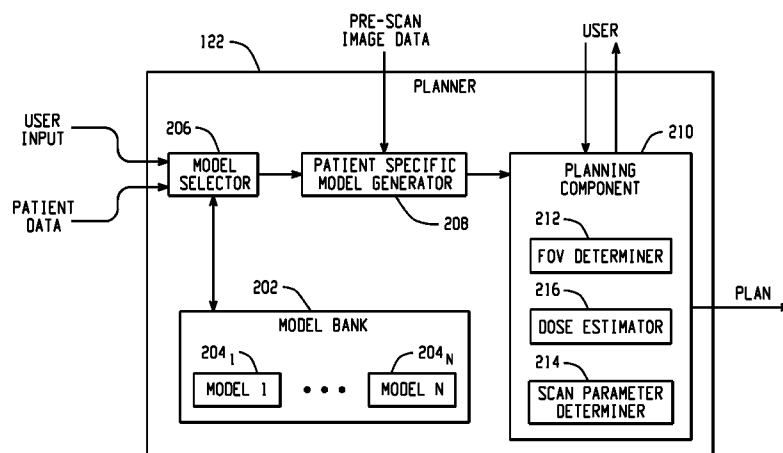 PRE-SCAN
IMAGE DATA
USER
122
PLANNER
USER
INPUT
206
210
MODEL
SELECTOR
PATIENT SPECIFIC
MODEL GENERATOR
PLANNING
COMPONENT
PATIENT
DATA
208
212
FOV DETERMINER
202
216
MODEL BANK
DOSE ESTIMATOR
PLAN
204 1
204 N
214
MODEL 1
• • •
MODEL N
SCAN PARAMETER
DETERMINER